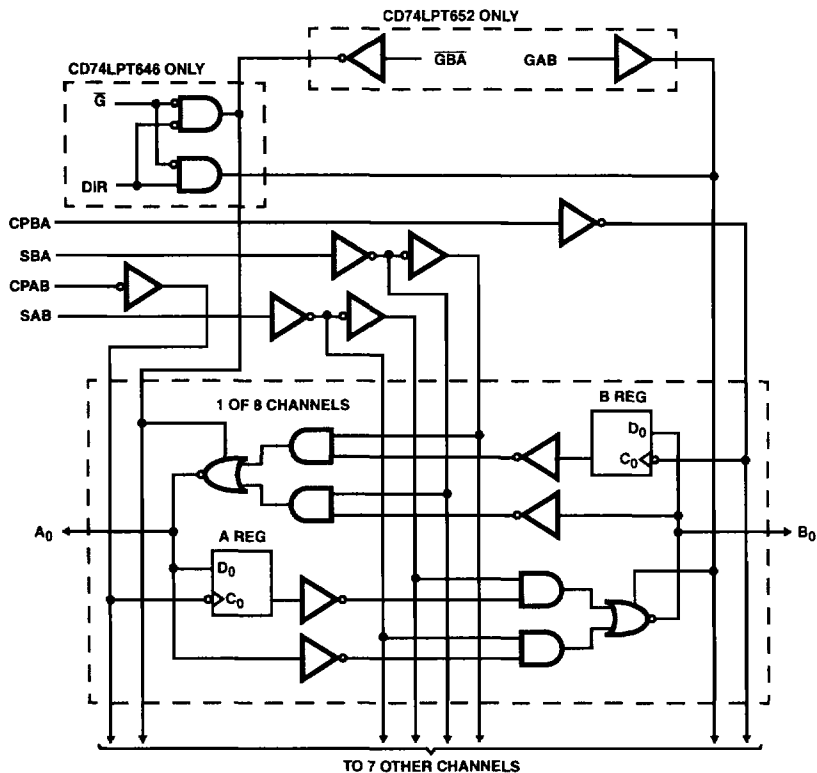 CD74LPT652 ONLY
GBA
GAB
CD74LPT646 ONLY
G
DIR
CPBA
SBA
CPAB
SAB
1 OF 8 CHANNELS
B REG
D0
C0
A0
B0
A REG
D0
C0
TO 7 OTHER CHANNELS